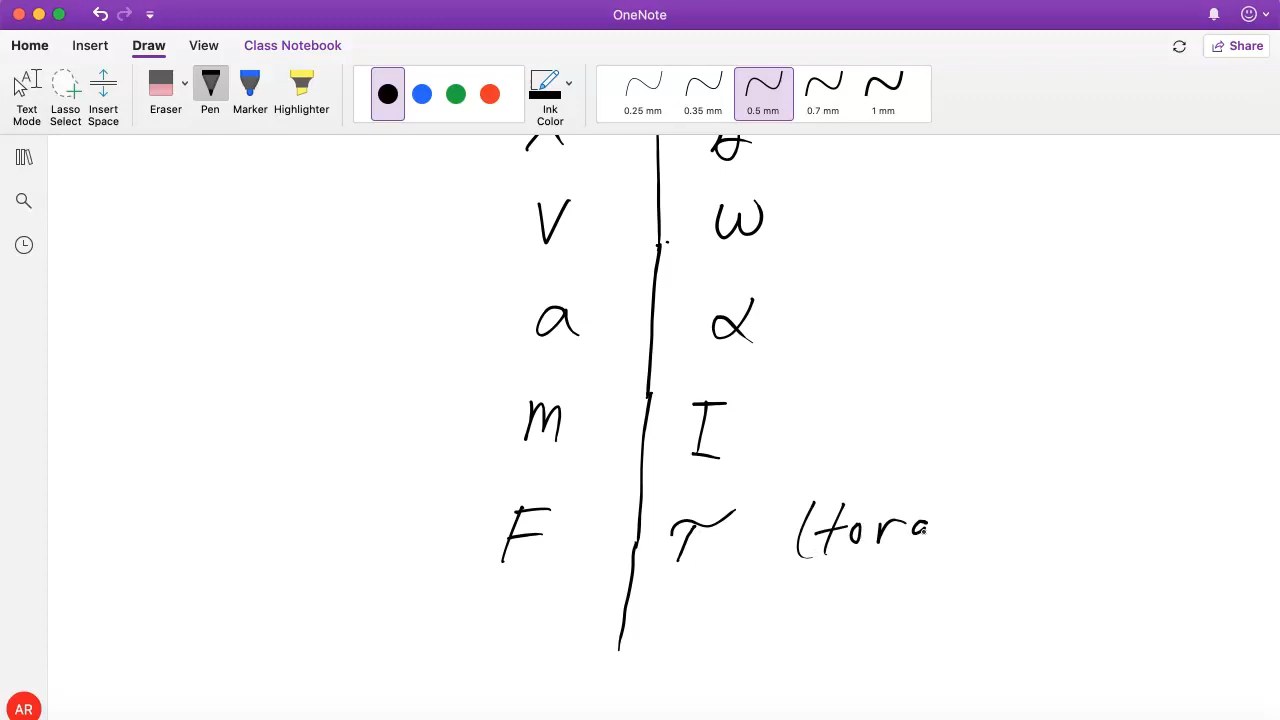 OneNote
Home Insert Draw View Class Notebook Share
Text Mode Lasso Select Insert Space Eraser Pen Marker Highlighter Ink Color 0.25 mm 0.35 mm 0.5 mm 0.7 mm 1 mm
V ω
a α
m I
F τ (tora
AR